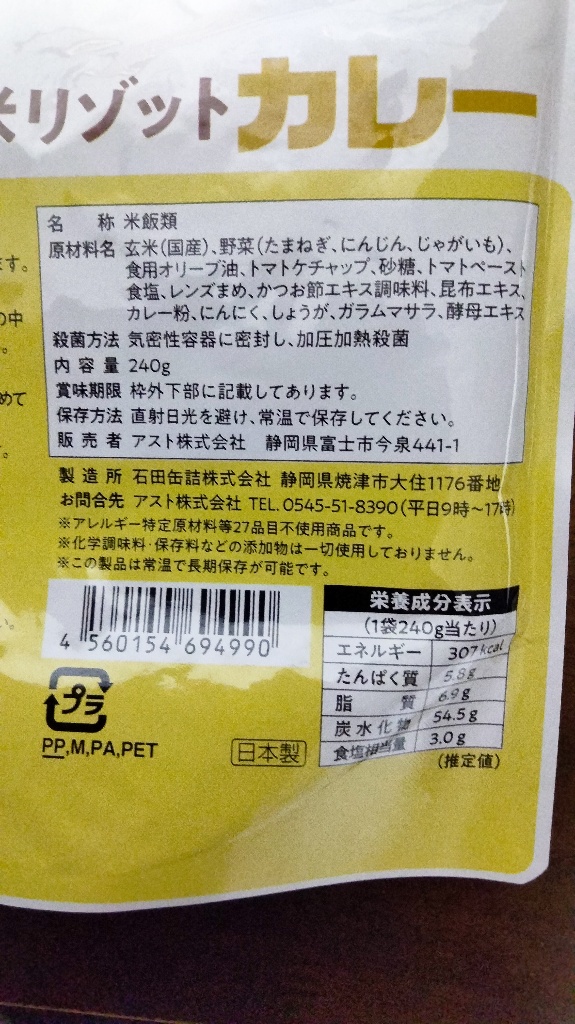 米リゾットカレー
ます。
の中
。
めて
。
い。
名 称 米飯類
原材料名 玄米(国産)、野菜(たまねぎ、にんじん、じゃがいも)、
食用オリーブ油、トマトケチャップ、砂糖、トマトペースト
食塩、レンズまめ、かつお節エキス調味料、昆布エキス、
カレー粉、にんにく、しょうが、ガラムマサラ、酵母エキス
殺菌方法 気密性容器に密封し、加圧加熱殺菌
内容量 240g
賞味期限 枠外下部に記載してあります。
保存方法 直射日光を避け、常温で保存してください。
販売者 アスト株式会社 静岡県富士市今泉441-1
製造所 石田缶詰株式会社 静岡県焼津市大住1176番地
お問合先 アスト株式会社 TEL.0545-51-8390(平日9時〜17時)
※アレルギー特定原材料等27品目不使用商品です。
※化学調味料・保存料などの添加物は一切使用しておりません。
※この製品は常温で長期保存が可能です。
4 560154 694990
プラ
PP,M,PA,PET
日本製
栄養成分表示
(1袋240g当たり)
エネルギー 307kcal
たんぱく質 5.8g
脂 質 6.9g
炭水化物 54.5g
食塩相当量 3.0g
(推定値)